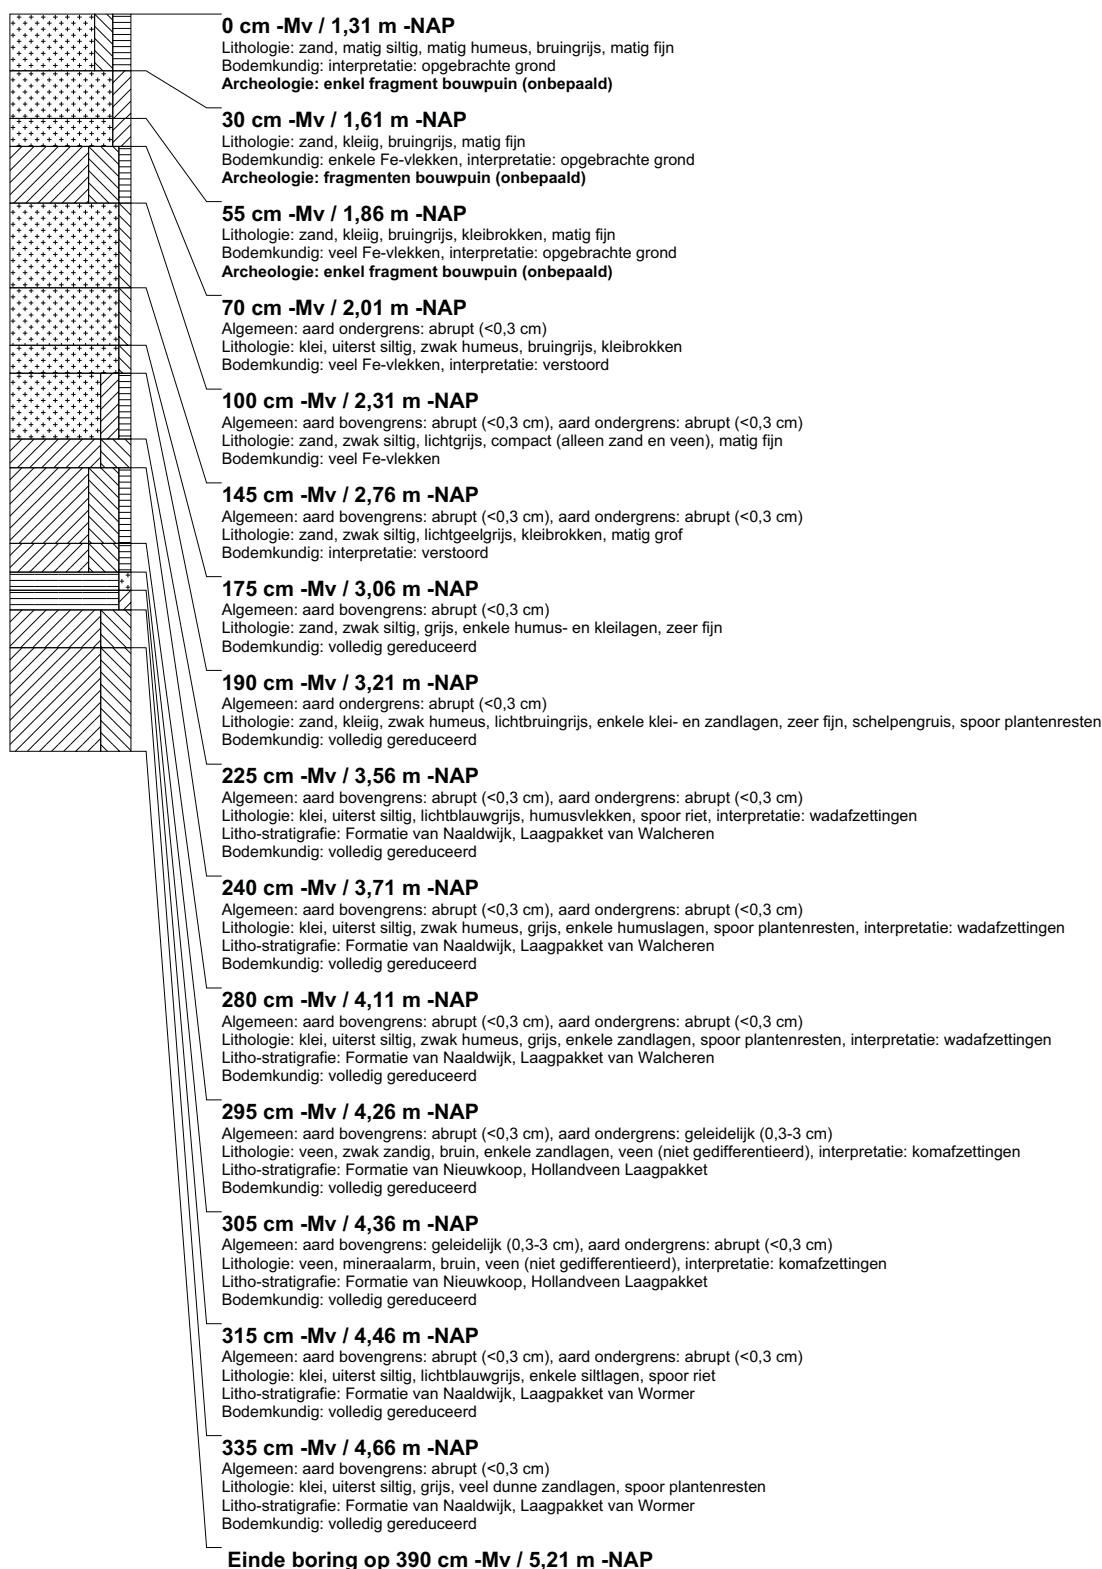 0 cm -Mv / 1,31 m -NAP
Lithologie: zand, matig siltig, matig humeus, bruingrijs, matig fijn
Bodemkundig: interpretatie: opgebrachte grond
Archeologie: enkel fragment bouwpuin (onbepaald)
30 cm -Mv / 1,61 m -NAP
Lithologie: zand, kleiig, bruingrijs, matig fijn
Bodemkundig: enkele Fe-vlekken, interpretatie: opgebrachte grond
Archeologie: fragmenten bouwpuin (onbepaald)
55 cm -Mv / 1,86 m -NAP
Lithologie: zand, kleiig, bruingrijs, kleibrokken, matig fijn
Bodemkundig: veel Fe-vlekken, interpretatie: opgebrachte grond
Archeologie: enkel fragment bouwpuin (onbepaald)
70 cm -Mv / 2,01 m -NAP
Algemeen: aard ondergrens: abrupt (<0,3 cm)
Lithologie: klei, uiterst siltig, zwak humeus, bruingrijs, kleibrokken
Bodemkundig: veel Fe-vlekken, interpretatie: verstoord
100 cm -Mv / 2,31 m -NAP
Algemeen: aard bovengrens: abrupt (<0,3 cm), aard ondergrens: abrupt (<0,3 cm)
Lithologie: zand, zwak siltig, lichtgrijs, compact (alleen zand en veen), matig fijn
Bodemkundig: veel Fe-vlekken
145 cm -Mv / 2,76 m -NAP
Algemeen: aard bovengrens: abrupt (<0,3 cm), aard ondergrens: abrupt (<0,3 cm)
Lithologie: zand, zwak siltig, lichtgeelgrijs, kleibrokken, matig grof
Bodemkundig: interpretatie: verstoord
175 cm -Mv / 3,06 m -NAP
Algemeen: aard bovengrens: abrupt (<0,3 cm)
Lithologie: zand, zwak siltig, grijs, enkele humus- en kleilagen, zeer fijn
Bodemkundig: volledig gereduceerd
190 cm -Mv / 3,21 m -NAP
Algemeen: aard ondergrens: abrupt (<0,3 cm)
Lithologie: zand, kleiig, zwak humeus, lichtbruingrijs, enkele klei- en zandlagen, zeer fijn, schelpengruis, spoor plantenresten
Bodemkundig: volledig gereduceerd
225 cm -Mv / 3,56 m -NAP
Algemeen: aard bovengrens: abrupt (<0,3 cm), aard ondergrens: abrupt (<0,3 cm)
Lithologie: klei, uiterst siltig, lichtblauwgrijs, humusvlekken, spoor riet, interpretatie: wadafzettingen
Litho-stratigrafie: Formatie van Naaldwijk, Laagpakket van Walcheren
Bodemkundig: volledig gereduceerd
240 cm -Mv / 3,71 m -NAP
Algemeen: aard bovengrens: abrupt (<0,3 cm), aard ondergrens: abrupt (<0,3 cm)
Lithologie: klei, uiterst siltig, zwak humeus, grijs, enkele humuslagen, spoor plantenresten, interpretatie: wadafzettingen
Litho-stratigrafie: Formatie van Naaldwijk, Laagpakket van Walcheren
Bodemkundig: volledig gereduceerd
280 cm -Mv / 4,11 m -NAP
Algemeen: aard bovengrens: abrupt (<0,3 cm), aard ondergrens: abrupt (<0,3 cm)
Lithologie: klei, uiterst siltig, zwak humeus, grijs, enkele zandlagen, spoor plantenresten, interpretatie: wadafzettingen
Litho-stratigrafie: Formatie van Naaldwijk, Laagpakket van Walcheren
Bodemkundig: volledig gereduceerd
295 cm -Mv / 4,26 m -NAP
Algemeen: aard bovengrens: abrupt (<0,3 cm), aard ondergrens: geleidelijk (0,3-3 cm)
Lithologie: veen, zwak zandig, bruin, enkele zandlagen, veen (niet gedifferentieerd), interpretatie: komafzettingen
Litho-stratigrafie: Formatie van Nieuwkoop, Hollandveen Laagpakket
Bodemkundig: volledig gereduceerd
305 cm -Mv / 4,36 m -NAP
Algemeen: aard bovengrens: geleidelijk (0,3-3 cm), aard ondergrens: abrupt (<0,3 cm)
Lithologie: veen, mineraalarm, bruin, veen (niet gedifferentieerd), interpretatie: komafzettingen
Litho-stratigrafie: Formatie van Nieuwkoop, Hollandveen Laagpakket
Bodemkundig: volledig gereduceerd
315 cm -Mv / 4,46 m -NAP
Algemeen: aard bovengrens: abrupt (<0,3 cm), aard ondergrens: abrupt (<0,3 cm)
Lithologie: klei, uiterst siltig, lichtblauwgrijs, enkele siltlagen, spoor riet
Litho-stratigrafie: Formatie van Naaldwijk, Laagpakket van Wormer
Bodemkundig: volledig gereduceerd
335 cm -Mv / 4,66 m -NAP
Algemeen: aard bovengrens: abrupt (<0,3 cm)
Lithologie: klei, uiterst siltig, grijs, veel dunne zandlagen, spoor plantenresten
Litho-stratigrafie: Formatie van Naaldwijk, Laagpakket van Wormer
Bodemkundig: volledig gereduceerd
Einde boring op 390 cm -Mv / 5,21 m -NAP